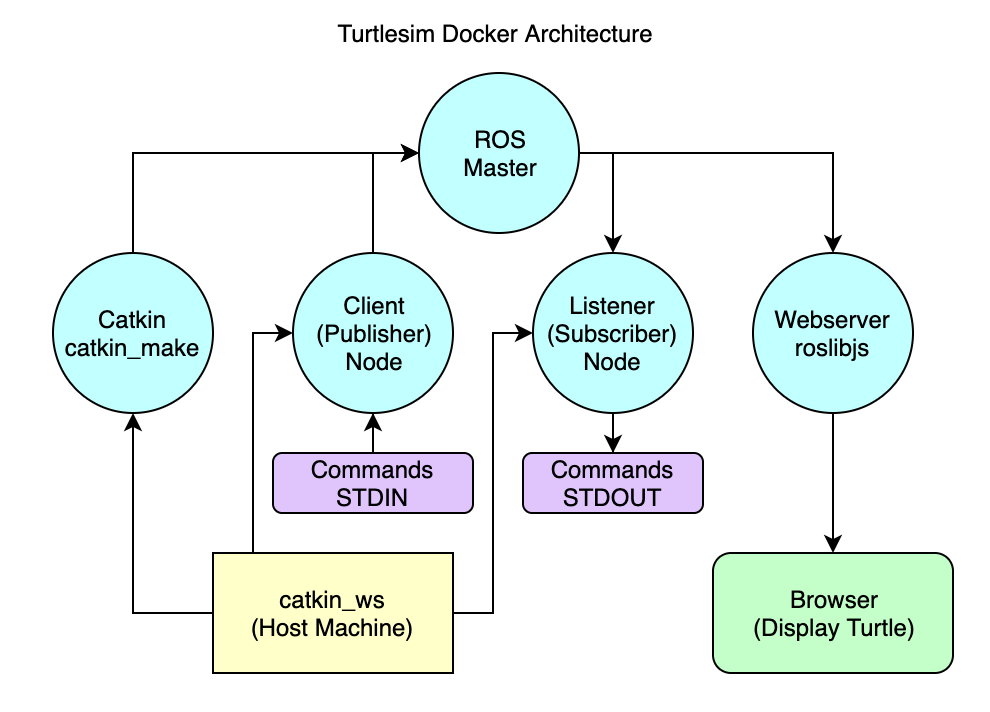 Turtlesim Docker Architecture
ROS
Master
Catkin
catkin_make
Client
(Publisher)
Node
Listener
(Subscriber)
Node
Webserver
roslibjs
Commands
STDIN
Commands
STDOUT
catkin_ws
(Host Machine)
Browser
(Display Turtle)